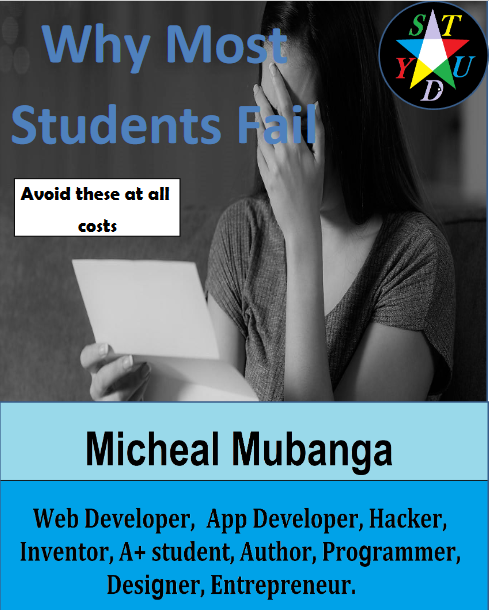 Why Most
Students Fail
S T
Y U
D
Avoid these at all
costs
Micheal Mubanga
Web Developer, App Developer, Hacker,
Inventor, A+ student, Author, Programmer,
Designer, Entrepreneur.